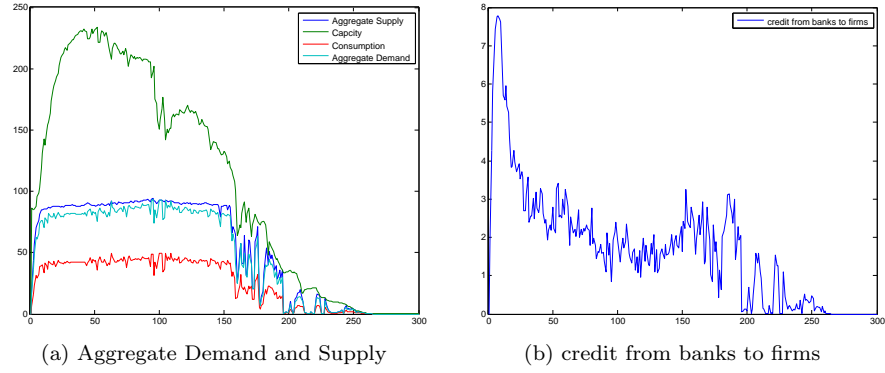 250
200
150
100
50
0
0 50 100 150 200 250 300
Aggregate Supply
Capcity
Consumption
Aggregate Demand
(a) Aggregate Demand and Supply
8
7
6
5
4
3
2
1
0
0 50 100 150 200 250 300
credit from banks to firms
(b) credit from banks to firms